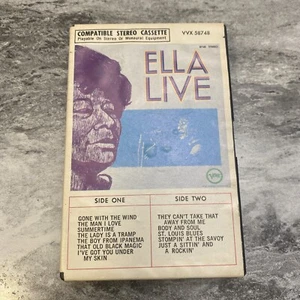 COMPATIBLE STEREO CASSETTE
Playable On Stereo Or Monaural Equipment
VVX 58748
ELLA
LIVE
Verve
SIDE ONE
GONE WITH THE WIND
THE MAN I LOVE
SUMMERTIME
THE LADY IS A TRAMP
THE BOY FROM IPANEMA
THAT OLD BLACK MAGIC
I'VE GOT YOU UNDER
MY SKIN
SIDE TWO
THEY CAN'T TAKE THAT
AWAY FROM ME
BODY AND SOUL
ST. LOUIS BLUES
STOMPIN' AT THE SAVOY
JUST A SITTIN' AND
A ROCKIN'